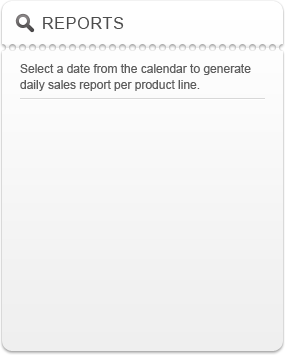 REPORTS
Select a date from the calendar to generate
daily sales report per product line.